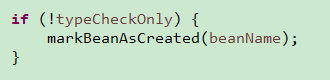 if (!typeCheckOnly) {
    markBeanAsCreated(beanName);
}